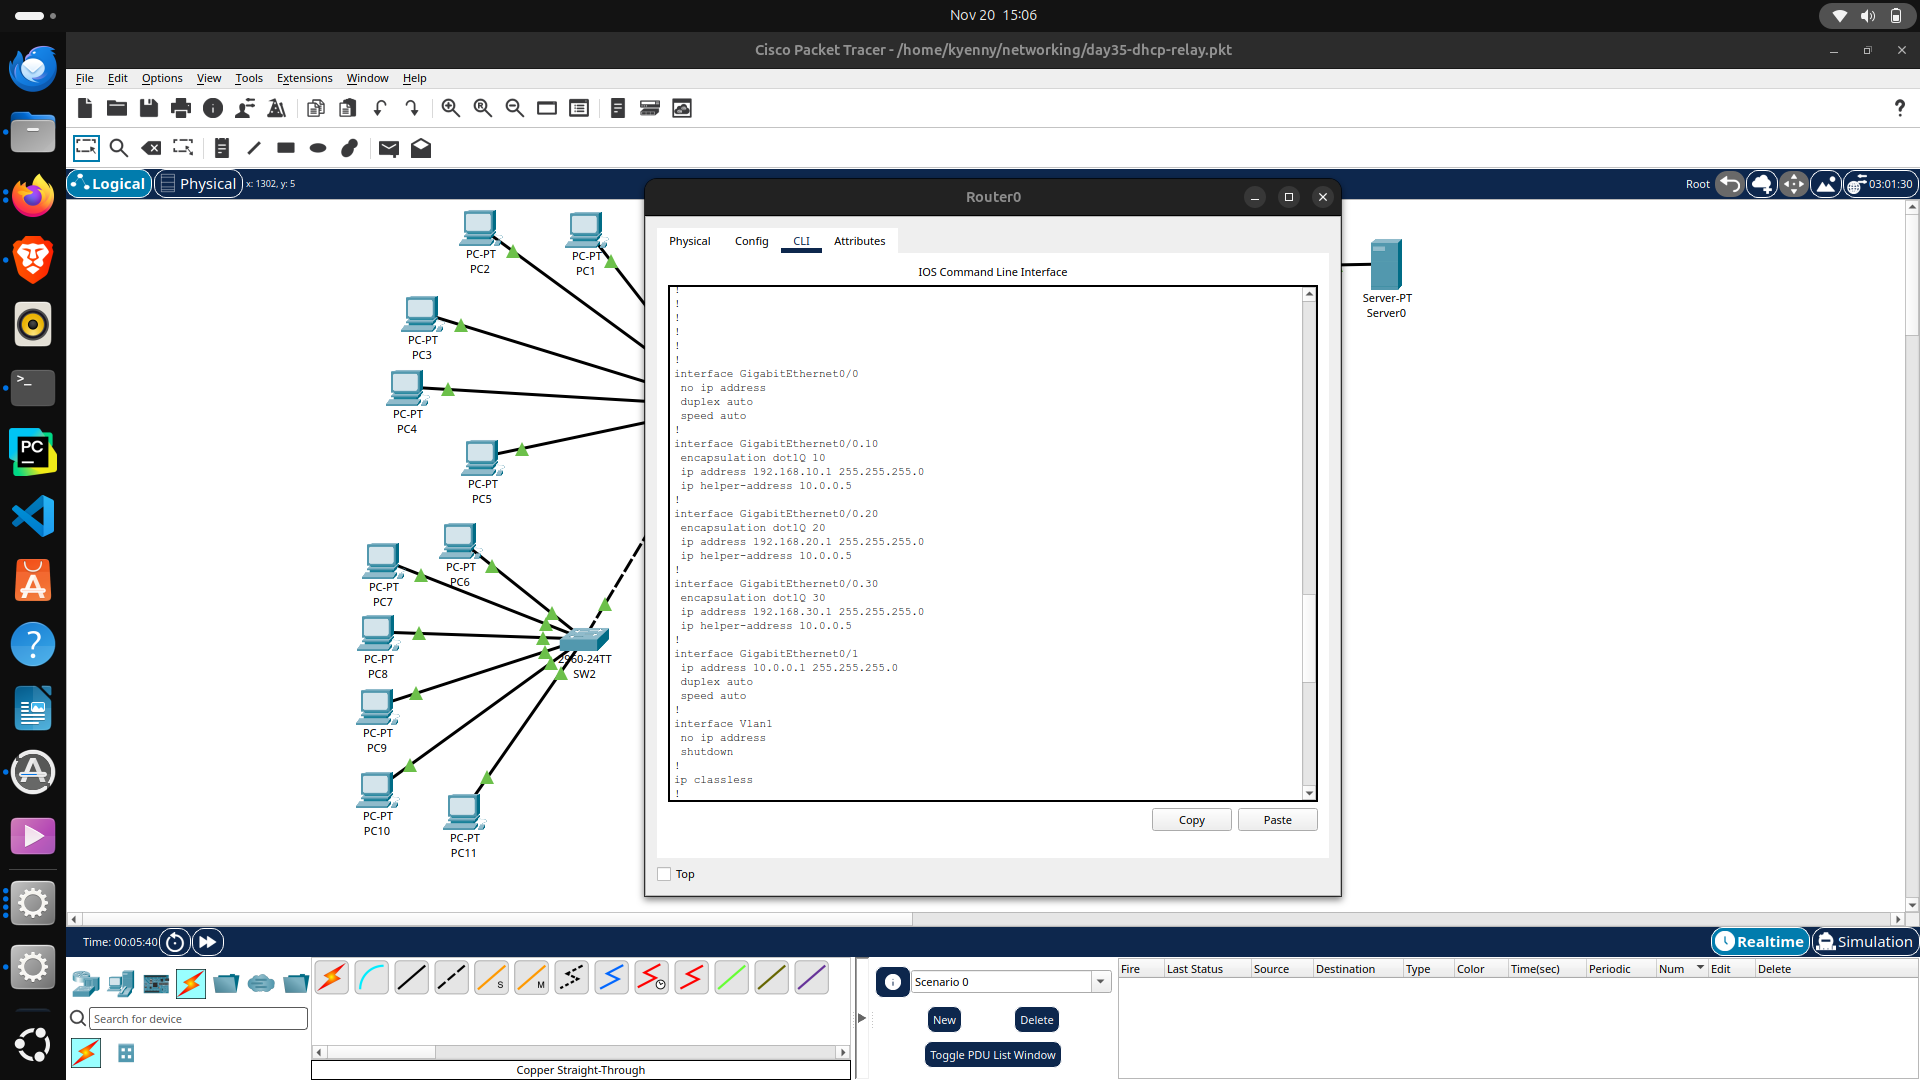 Nov 20 15:06
Cisco Packet Tracer - /home/kyenny/networking/day35-dhcp-relay.pkt
File Edit Options View Tools Extensions Window Help
Logical Physical x: 1302, y: 5 Root 03:01:30
Router0
Physical Config CLI Attributes
IOS Command Line Interface
!
!
!
!
!
!
interface GigabitEthernet0/0
no ip address
duplex auto
speed auto
!
interface GigabitEthernet0/0.10
encapsulation dot1Q 10
ip address 192.168.10.1 255.255.255.0
ip helper-address 10.0.0.5
!
interface GigabitEthernet0/0.20
encapsulation dot1Q 20
ip address 192.168.20.1 255.255.255.0
ip helper-address 10.0.0.5
!
interface GigabitEthernet0/0.30
encapsulation dot1Q 30
ip address 192.168.30.1 255.255.255.0
ip helper-address 10.0.0.5
!
interface GigabitEthernet0/1
ip address 10.0.0.1 255.255.255.0
duplex auto
speed auto
!
interface Vlan1
no ip address
shutdown
!
ip classless
!
Copy Paste
Top
PC-PT
PC2
PC-PT
PC1
PC-PT
PC3
PC-PT
PC4
PC-PT
PC5
PC-PT
PC6
PC-PT
PC7
PC-PT
PC8
PC-PT
PC9
PC-PT
PC10
PC-PT
PC11
2960-24TT
SW2
Server-PT
Server0
Time: 00:05:40
Realtime Simulation
Search for device
S
M
Copper Straight-Through
Scenario 0
New Delete
Toggle PDU List Window
Fire Last Status Source Destination Type Color Time(sec) Periodic Num Edit Delete
PC